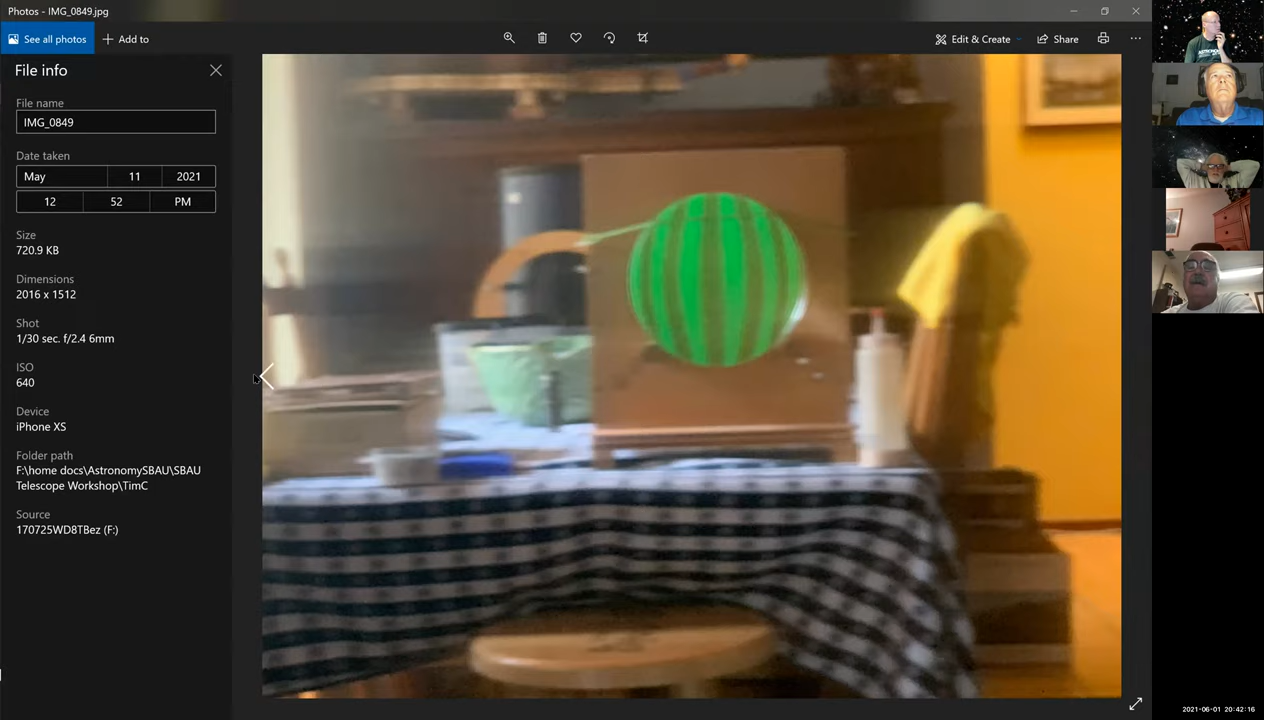 Photos - IMG_0849.jpg
See all photos
Add to
Edit & Create
Share
File info
File name
IMG_0849
Date taken
May 11 2021
12 52 PM
Size
720.9 KB
Dimensions
2016 x 1512
Shot
1/30 sec. f/2.4 6mm
ISO
640
Device
iPhone XS
Folder path
F:\home docs\AstronomySBAU\SBAU
Telescope Workshop\TimC
Source
170725WD8TBez (F:)
2021-06-01 20:42:16